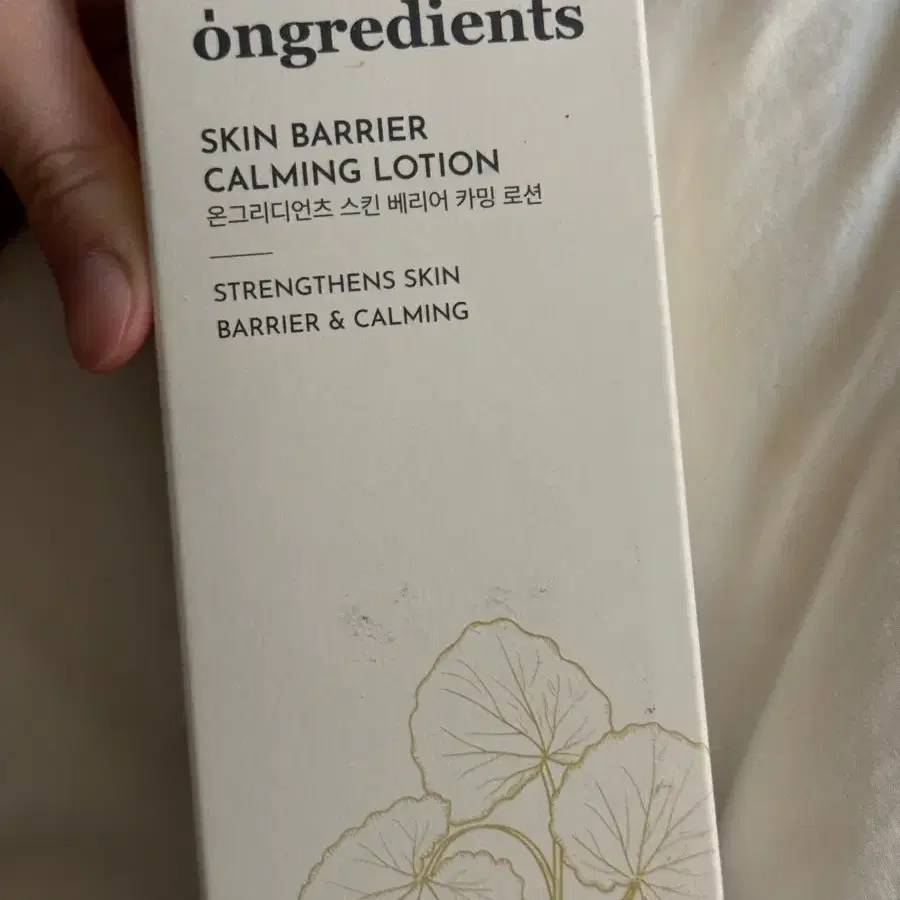 öngredients
SKIN BARRIER
CALMING LOTION
온그리디언츠 스킨 베리어 카밍 로션
STRENGTHENS SKIN
BARRIER & CALMING